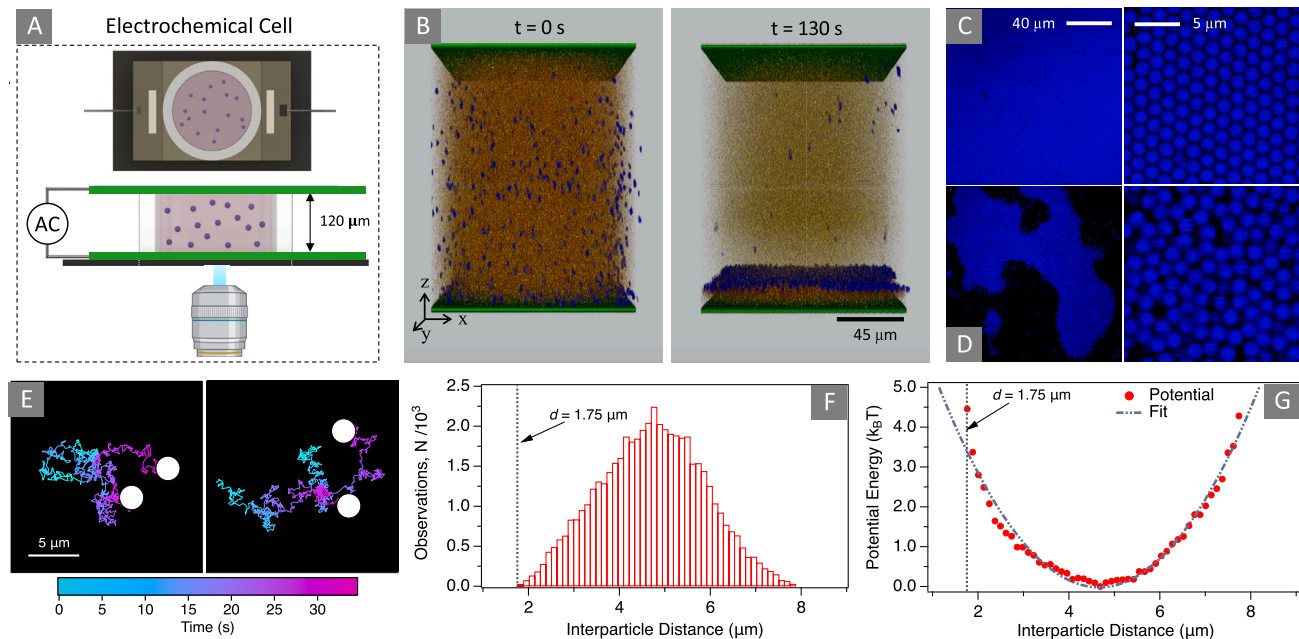 A
Electrochemical Cell
AC
120 μm
B
t = 0 s
t = 130 s
z
x
y
45 μm
C
40 μm
5 μm
D
E
5 μm
0 5 10 15 20 25 30
Time (s)
F
2.5
2.0
1.5
1.0
0.5
0.0
Observations, N /10³
d = 1.75 μm
2 4 6 8
Interparticle Distance (μm)
G
5.0
4.0
3.0
2.0
1.0
0.0
Potential Energy (kBT)
d = 1.75 μm
Potential
Fit
2 4 6 8
Interparticle Distance (μm)